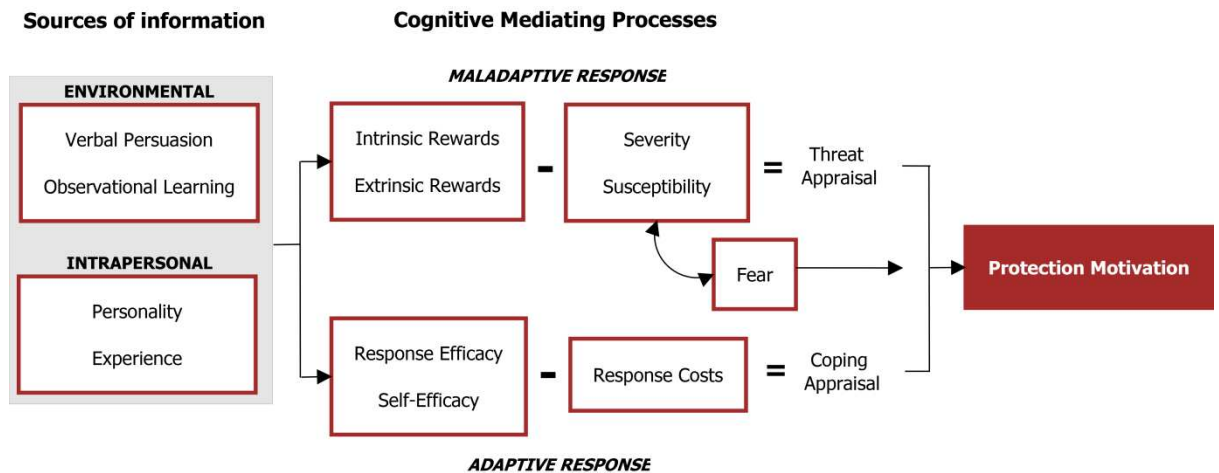 Sources of information
Cognitive Mediating Processes
MALADAPTIVE RESPONSE
ENVIRONMENTAL
Verbal Persuasion
Observational Learning
INTRAPERSONAL
Personality
Experience
Intrinsic Rewards
Extrinsic Rewards
-
Severity
Susceptibility
=
Threat
Appraisal
Fear
Protection Motivation
Response Efficacy
Self-Efficacy
-
Response Costs
=
Coping
Appraisal
ADAPTIVE RESPONSE